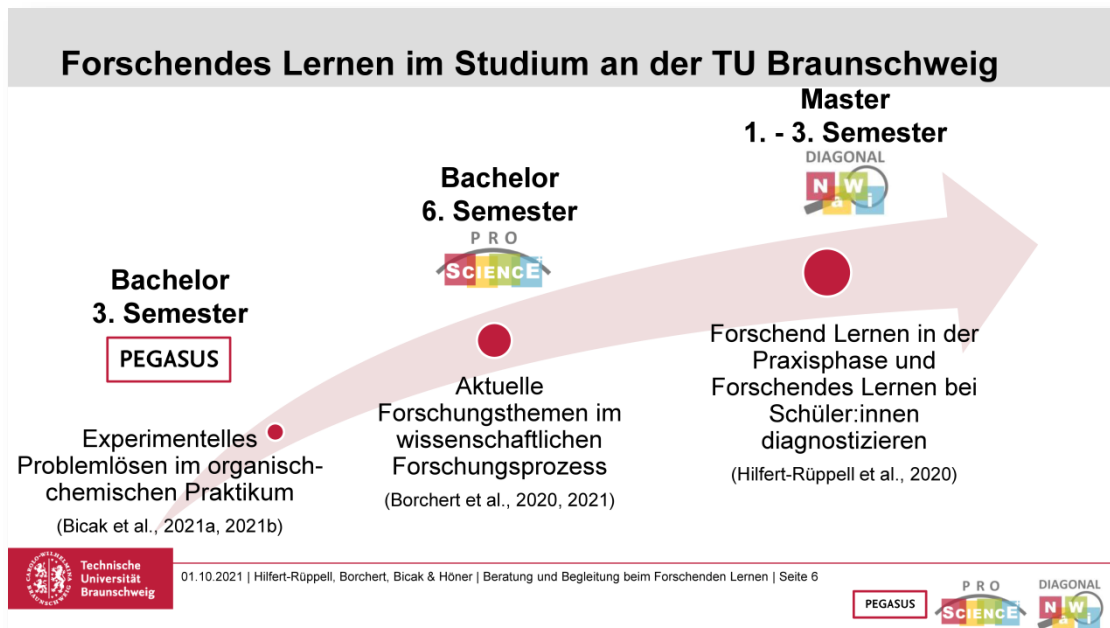 Forschendes Lernen im Studium an der TU Braunschweig
Bachelor
3. Semester
PEGASUS
Experimentelles
Problemlösen im organisch-
chemischen Praktikum
(Bicak et al., 2021a, 2021b)
Bachelor
6. Semester
PRO
SCIENCE
Aktuelle
Forschungsthemen im
wissenschaftlichen
Forschungsprozess
(Borchert et al., 2020, 2021)
Master
1. - 3. Semester
DIAGONAL
N a W i
Forschend Lernen in der
Praxisphase und
Forschendes Lernen bei
Schüler:innen
diagnostizieren
(Hilfert-Rüppell et al., 2020)
Technische
Universität
Braunschweig
01.10.2021 | Hilfert-Rüppell, Borchert, Bicak & Höner | Beratung und Begleitung beim Forschenden Lernen | Seite 6
PEGASUS
PRO
SCIENCE
DIAGONAL
N a W i